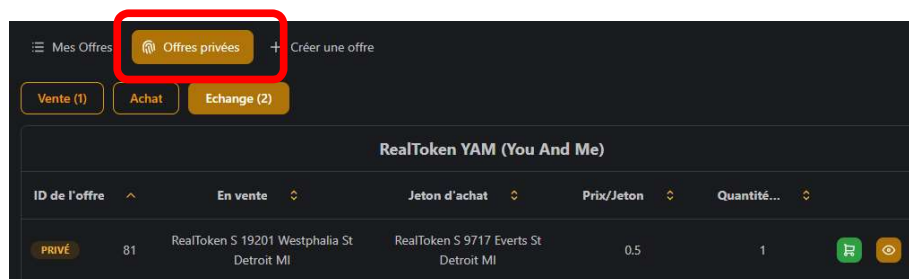 Mes Offres Offres privées + Créer une offre
Vente (1) Achat Echange (2)
RealToken YAM (You And Me)
ID de l'offre En vente Jeton d'achat Prix/Jeton Quantité...
RealToken S 19201 Westphalia St RealToken S 9717 Everts St
PRIVÉ 81 0.5 1
Detroit MI Detroit MI